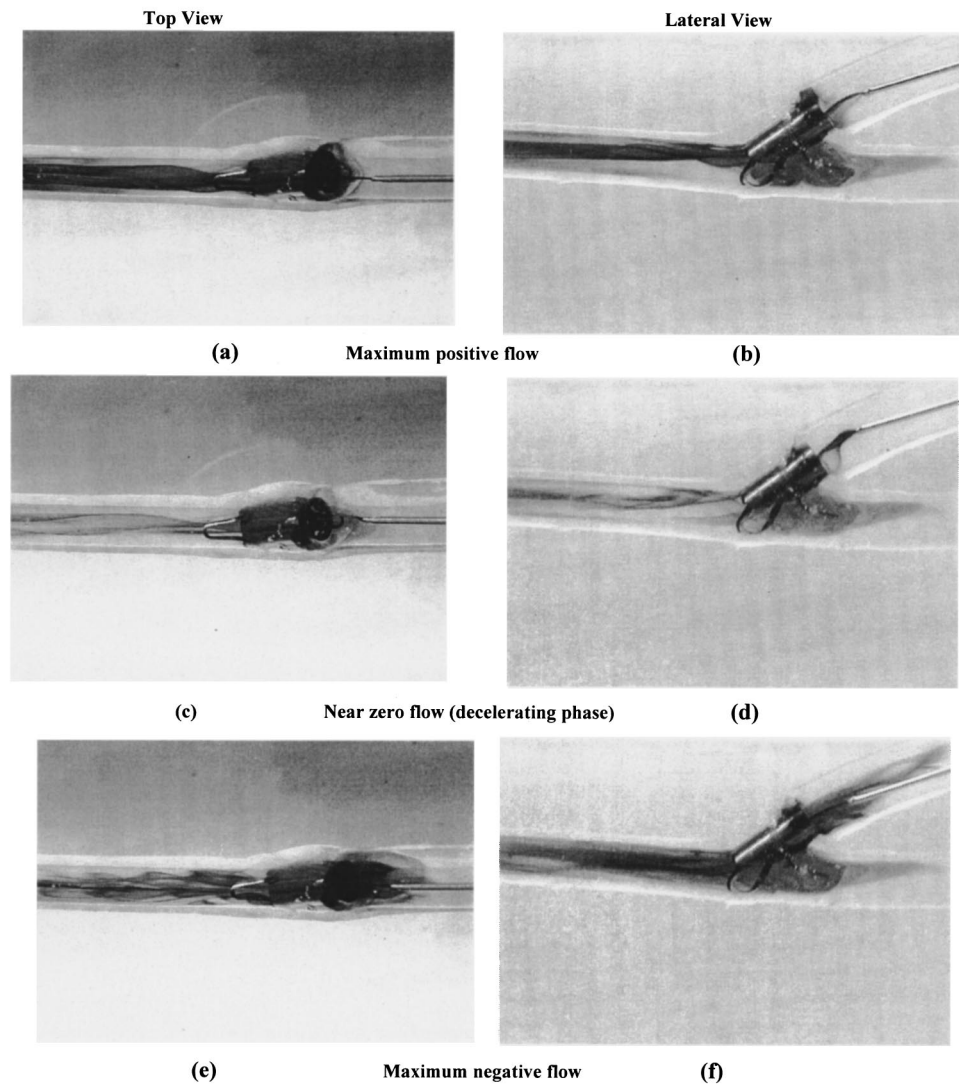 Top View
Lateral View
(a)
Maximum positive flow
(b)
(c)
Near zero flow (decelerating phase)
(d)
(e)
Maximum negative flow
(f)